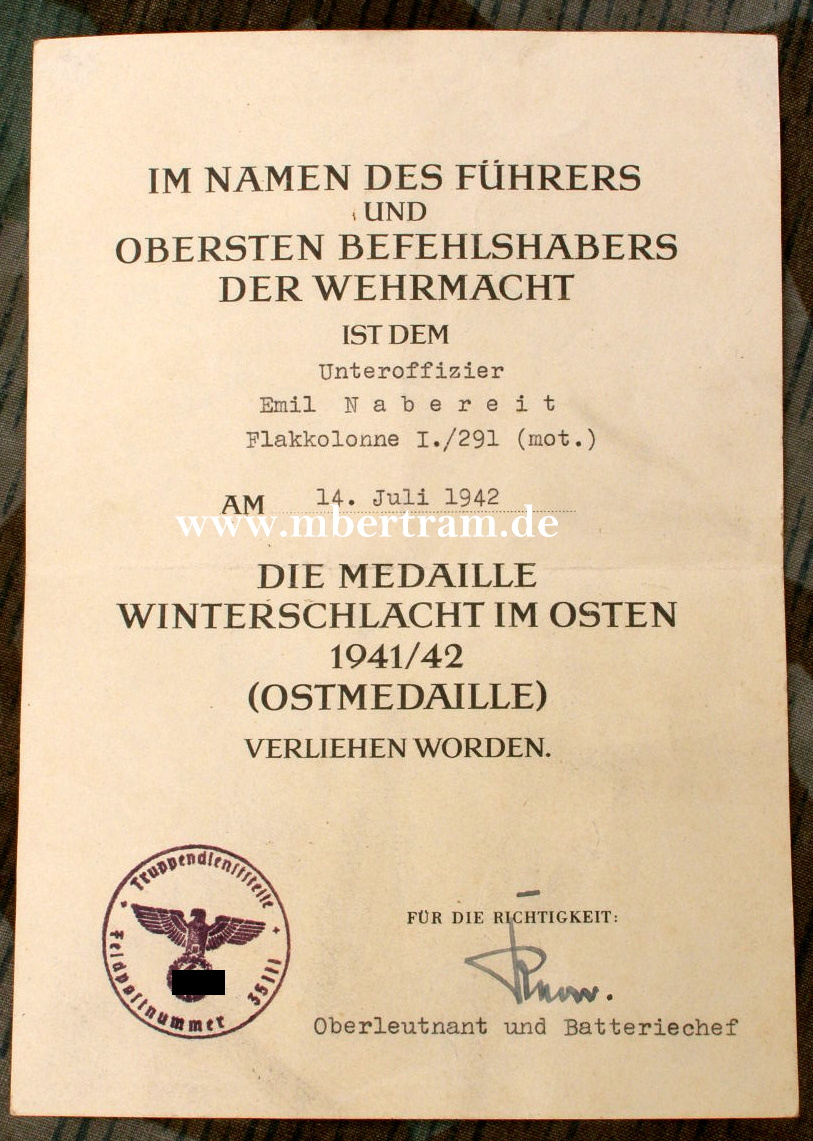 IM NAMEN DES FÜHRERS
UND
OBERSTEN BEFEHLSHABERS
DER WEHRMACHT
IST DEM
Unteroffizier
Emil N a b e r e i t
Flakkolonne I./291 (mot.)
AM 14. Juli 1942
www.mbertram.de
DIE MEDAILLE
WINTERSCHLACHT IM OSTEN
1941/42
(OSTMEDAILLE)
VERLIEHEN WORDEN.
Truppendienststelle
Feldpostnummer 35111
FÜR DIE RICHTIGKEIT:
Oberleutnant und Batteriechef